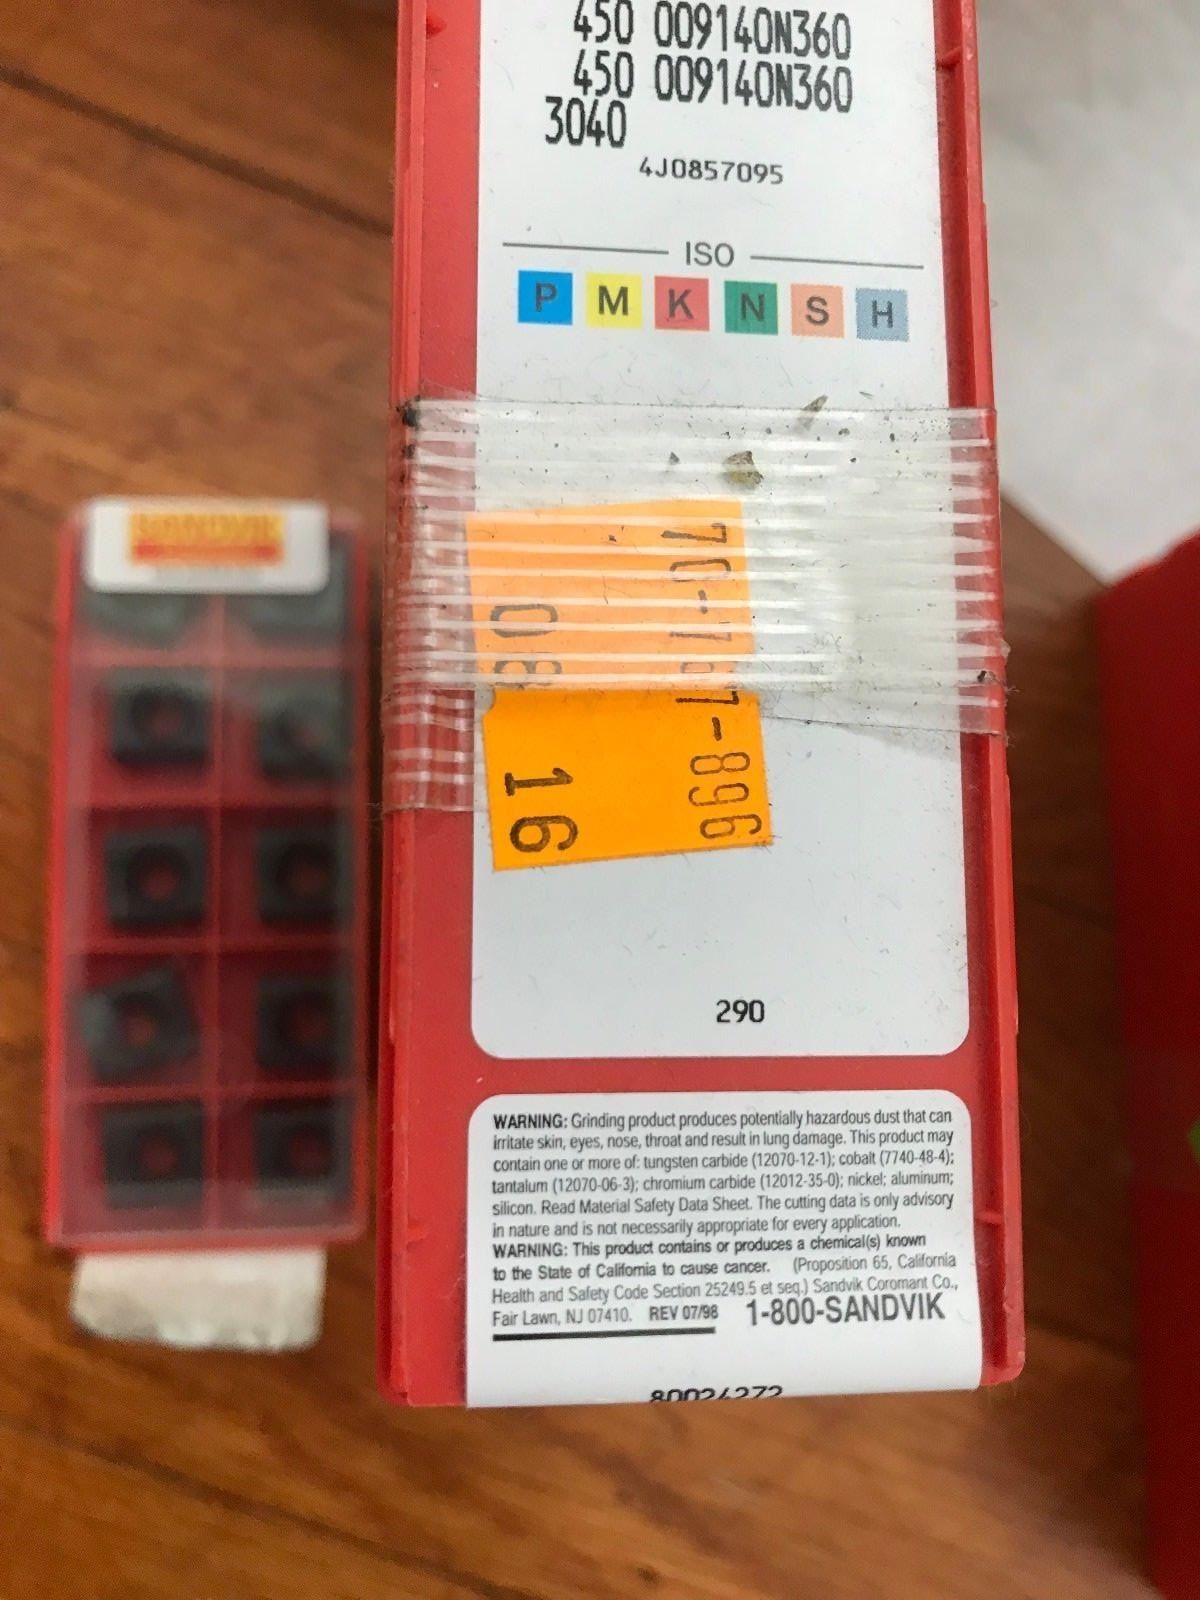 450 009140N360
450 009140N360
3040
4J0857095
ISO
P M K N S H
SANDVIK
08 16
290
WARNING: Grinding product produces potentially hazardous dust that can
irritate skin, eyes, nose, throat and result in lung damage. This product may
contain one or more of: tungsten carbide (12070-12-1); cobalt (7740-48-4);
tantalum (12070-06-3); chromium carbide (12012-35-0); nickel; aluminum;
silicon. Read Material Safety Data Sheet. The cutting data is only advisory
in nature and is not necessarily appropriate for every application.
WARNING: This product contains or produces a chemical(s) known
to the State of California to cause cancer. (Proposition 65, California
Health and Safety Code Section 25249.5 et seq.) Sandvik Coromant Co.,
Fair Lawn, NJ 07410. REV 07/98 1-800-SANDVIK